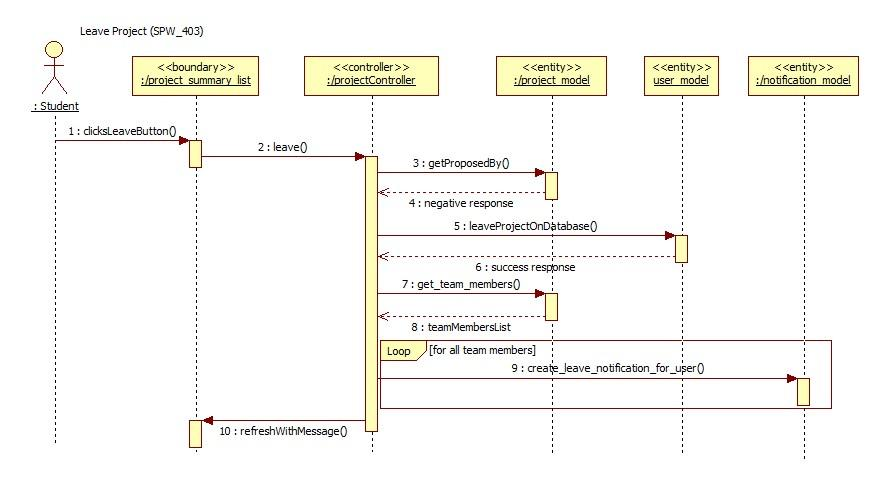 Leave Project (SPW_403)
<<boundary>>
:/project_summary_list
<<controller>>
:/projectController
<<entity>>
:/project_model
<<entity>>
user_model
<<entity>>
:/notification_model
: Student
1 : clicksLeaveButton()
2 : leave()
3 : getProposedBy()
4 : negative response
5 : leaveProjectOnDatabase()
6 : success response
7 : get_team_members()
8 : teamMembersList
Loop
[for all team members]
9 : create_leave_notification_for_user()
10 : refreshWithMessage()